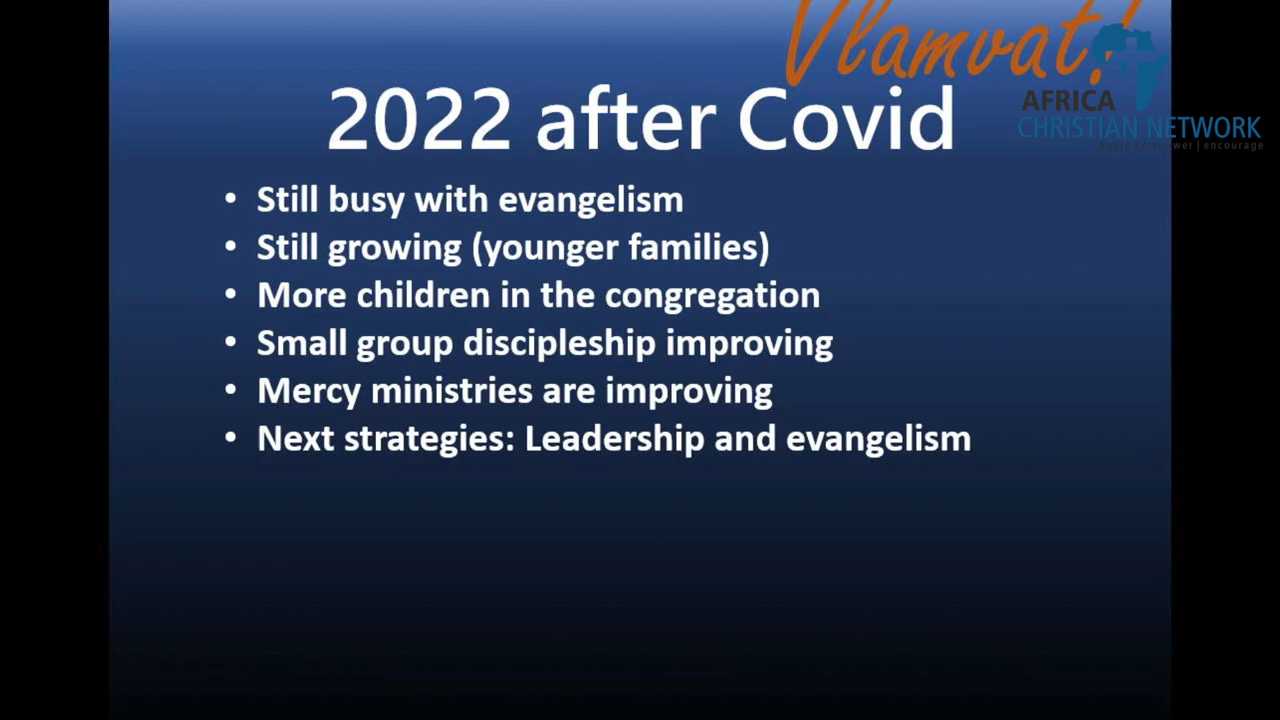 Vlamvat!
AFRICA
CHRISTIAN NETWORK
| encourage
2022 after Covid
• Still busy with evangelism
• Still growing (younger families)
• More children in the congregation
• Small group discipleship improving
• Mercy ministries are improving
• Next strategies: Leadership and evangelism